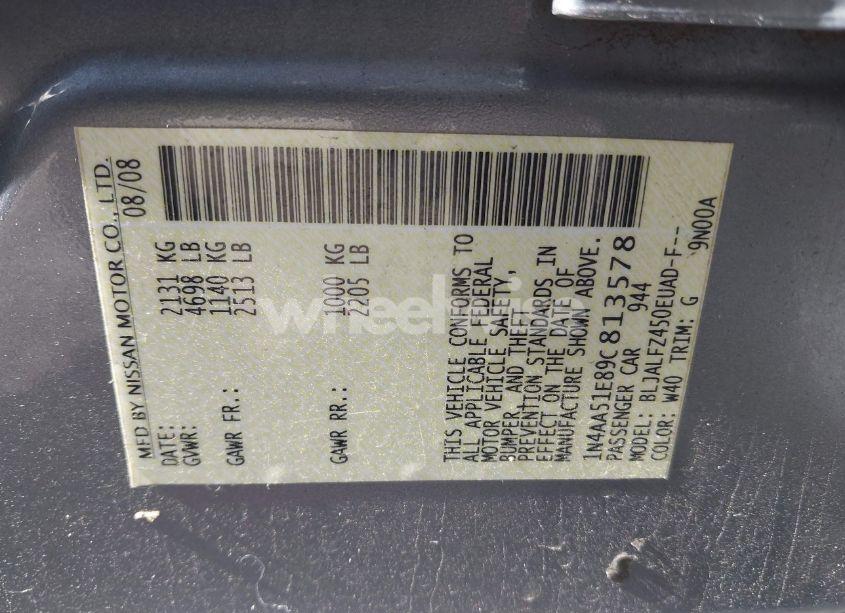 MFD BY NISSAN MOTOR CO., LTD.
DATE: 08/08
GVWR: 2131 KG
4698 LB
GAWR FR.: 1140 KG
2513 LB
GAWR RR.: 1000 KG
2205 LB
THIS VEHICLE CONFORMS TO
ALL APPLICABLE FEDERAL
MOTOR VEHICLE SAFETY,
BUMPER, AND THEFT
PREVENTION STANDARDS IN
EFFECT ON THE DATE OF
MANUFACTURE SHOWN ABOVE.
1N4AA51E89C813578
PASSENGER CAR 944
MODEL: BLJALFZ450EUAD-F--
COLOR: W40 TRIM: G 9N00A